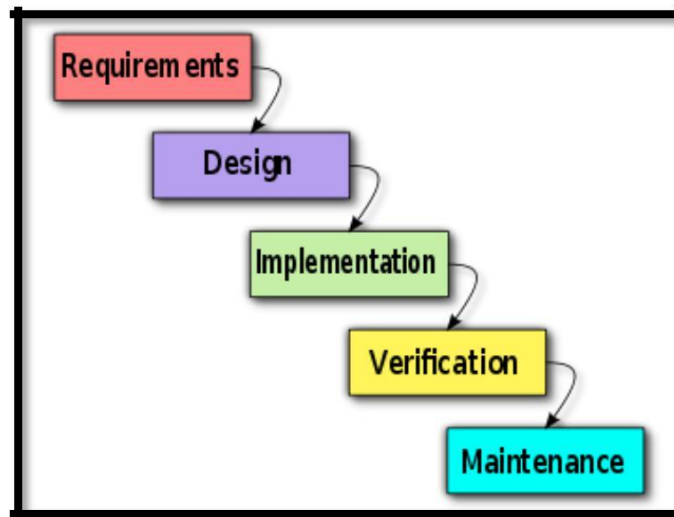 Requirements
Design
Implementation
Verification
Maintenance